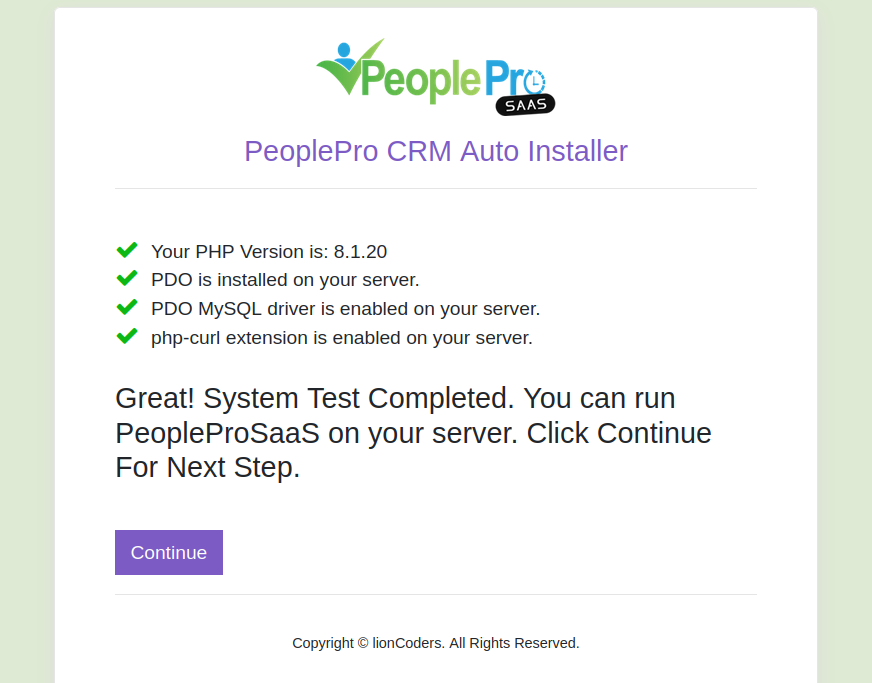 PeoplePro
SAAS
PeoplePro CRM Auto Installer
Your PHP Version is: 8.1.20
PDO is installed on your server.
PDO MySQL driver is enabled on your server.
php-curl extension is enabled on your server.
Great! System Test Completed. You can run
PeopleProSaaS on your server. Click Continue
For Next Step.
Continue
Copyright © lionCoders. All Rights Reserved.